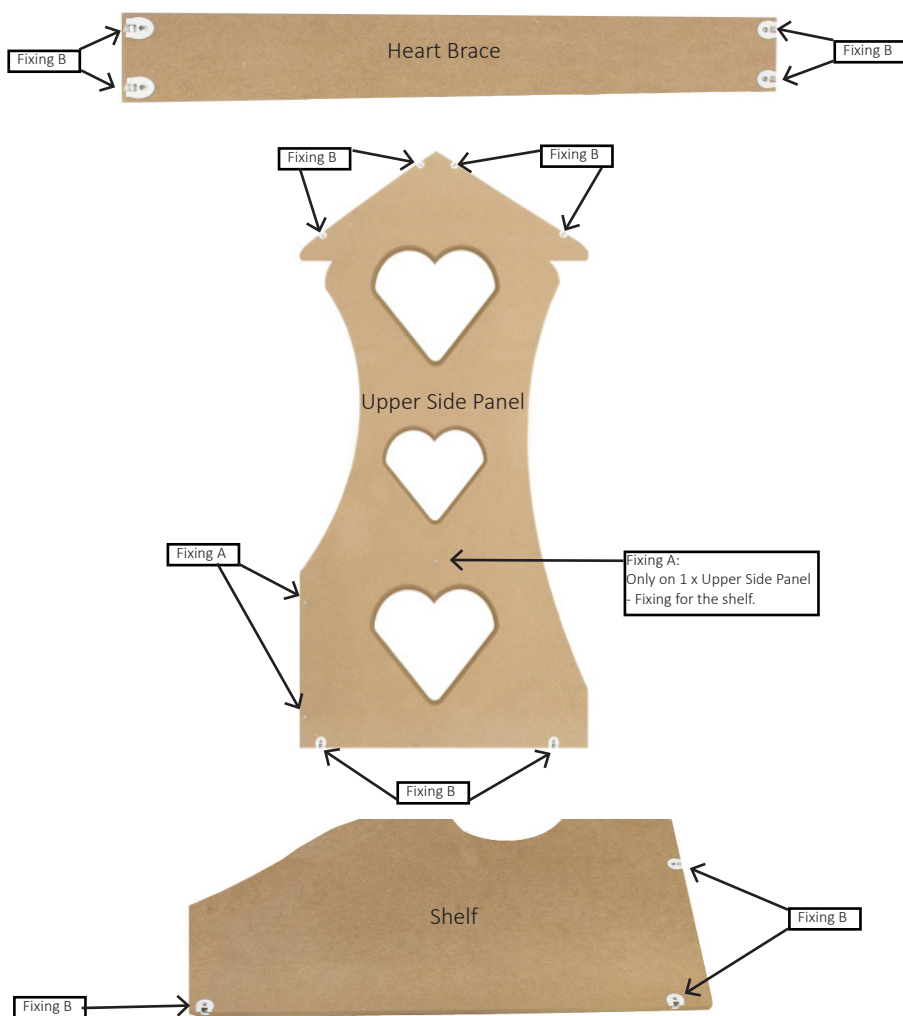 Heart Brace
Fixing B
Fixing B
Fixing B
Fixing B
Upper Side Panel
Fixing A
Fixing A:
Only on 1 x Upper Side Panel
- Fixing for the shelf.
Fixing B
Shelf
Fixing B
Fixing B